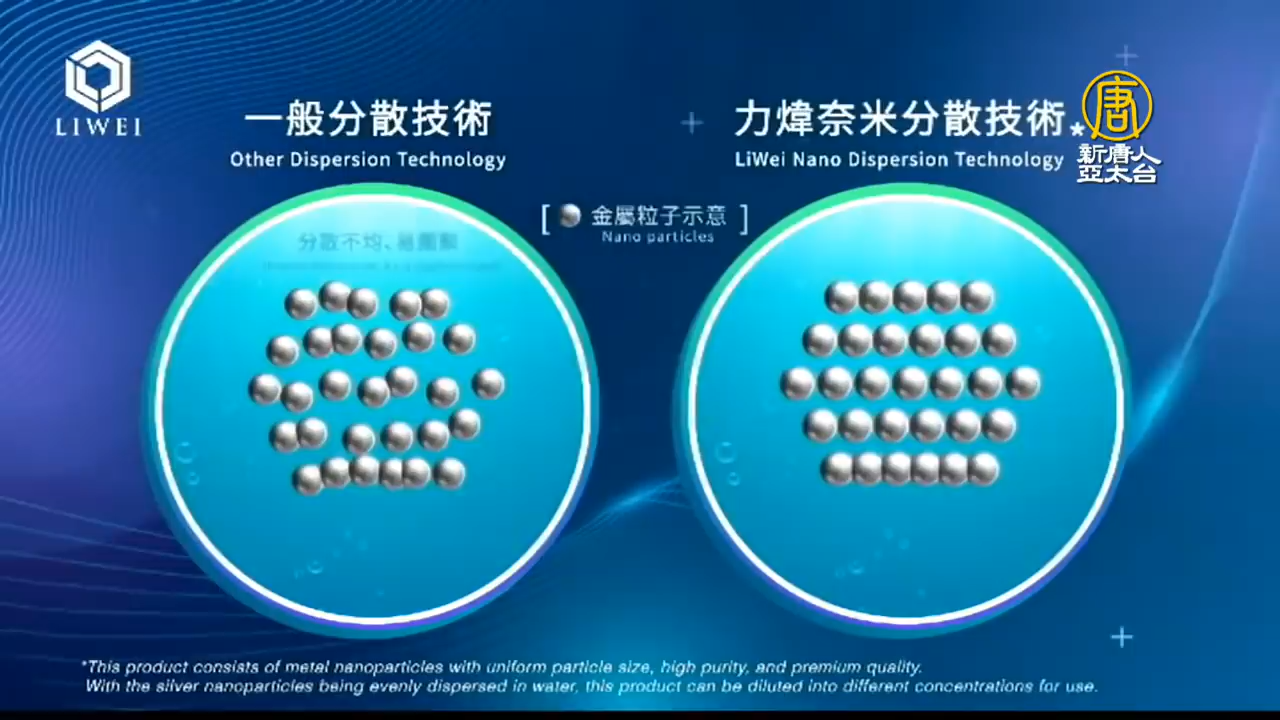 LIWEI
一般分散技術
Other Dispersion Technology
力煒奈米分散技術*
LiWei Nano Dispersion Technology
唐
新唐人
亞太台
[ 金屬粒子示意 ]
Nano particles
分散不均、易團聚
*This product consists of metal nanoparticles with uniform particle size, high purity, and premium quality.
With the silver nanoparticles being evenly dispersed in water, this product can be diluted into different concentrations for use.